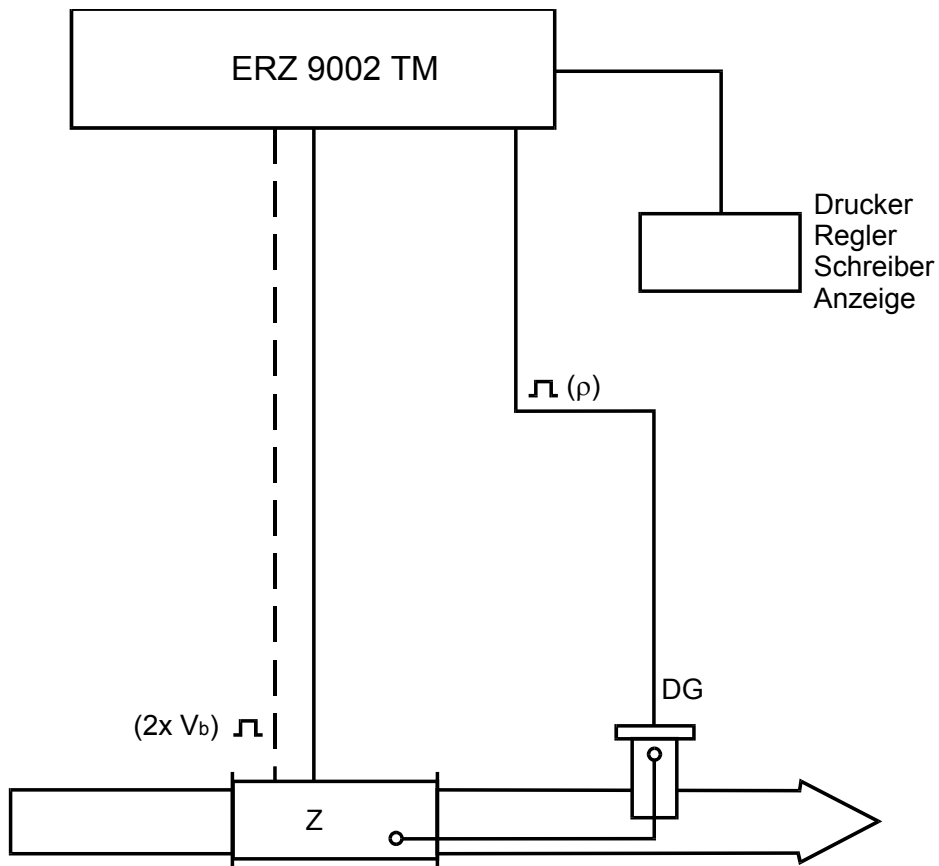 ERZ 9002 TM
Drucker
Regler
Schreiber
Anzeige
(ρ)
DG
(2x Vb)
Z